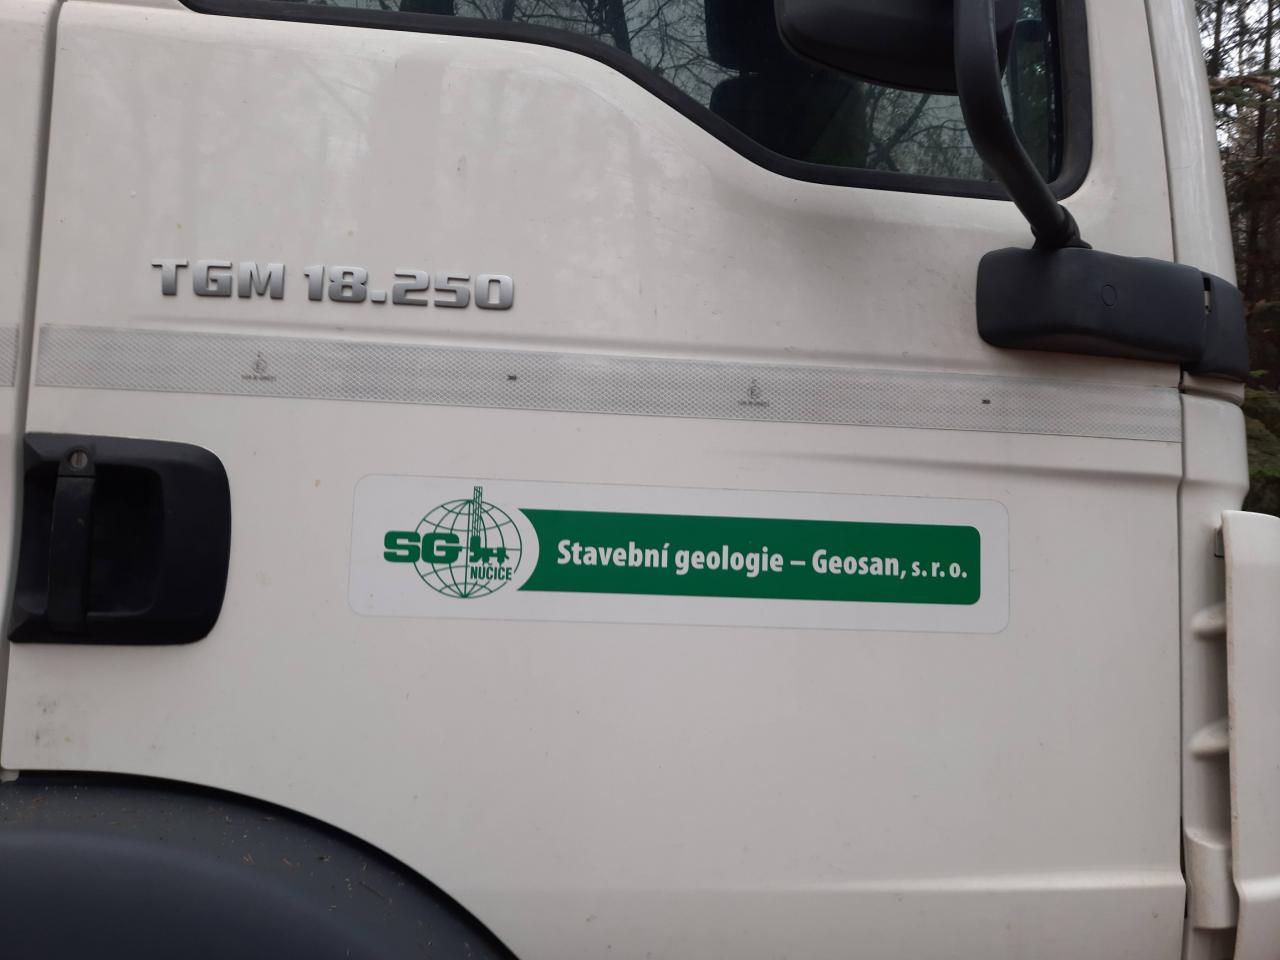 TGM 18.250
SG
NUČICE
Stavební geologie – Geosan, s. r. o.